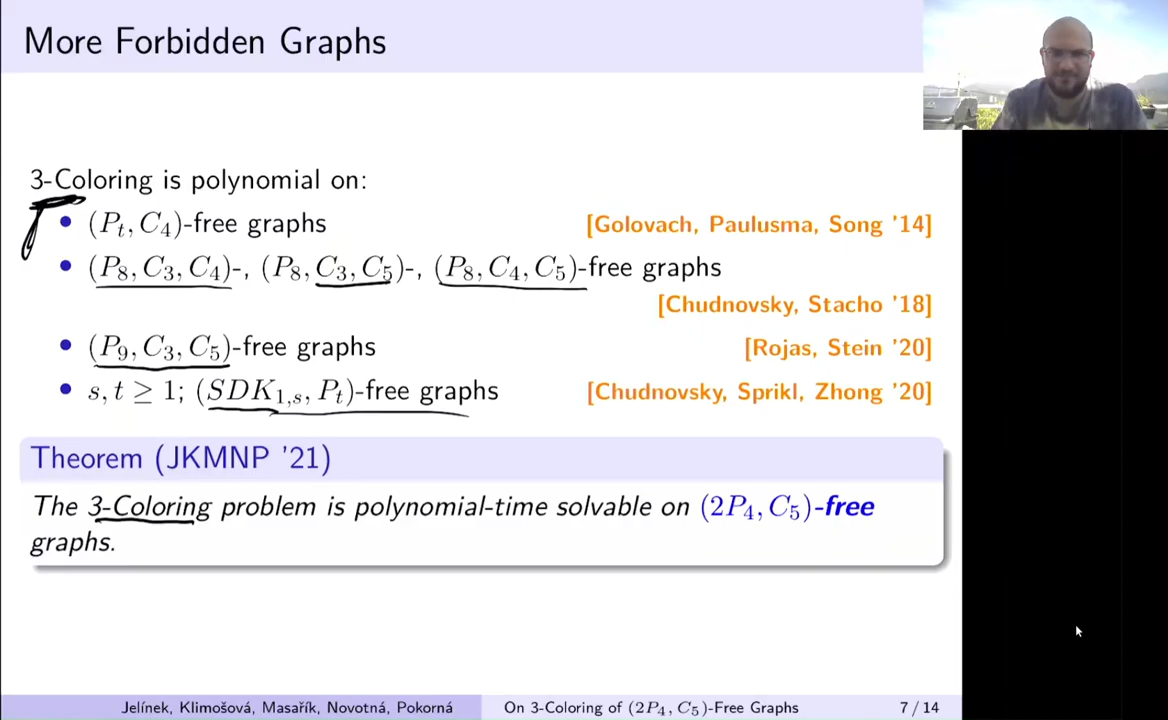 More Forbidden Graphs
3-Coloring is polynomial on:
• (P_t, C_4)-free graphs [Golovach, Paulusma, Song '14]
• (P_8, C_3, C_4)-, (P_8, C_3, C_5)-, (P_8, C_4, C_5)-free graphs
[Chudnovsky, Stacho '18]
• (P_9, C_3, C_5)-free graphs [Rojas, Stein '20]
• s, t ≥ 1; (SDK_{1,s}, P_t)-free graphs [Chudnovsky, Sprikl, Zhong '20]
Theorem (JKMNP '21)
The 3-Coloring problem is polynomial-time solvable on (2P_4, C_5)-free
graphs.
Jelínek, Klimošová, Masařík, Novotná, Pokorná On 3-Coloring of (2P_4, C_5)-Free Graphs 7 / 14